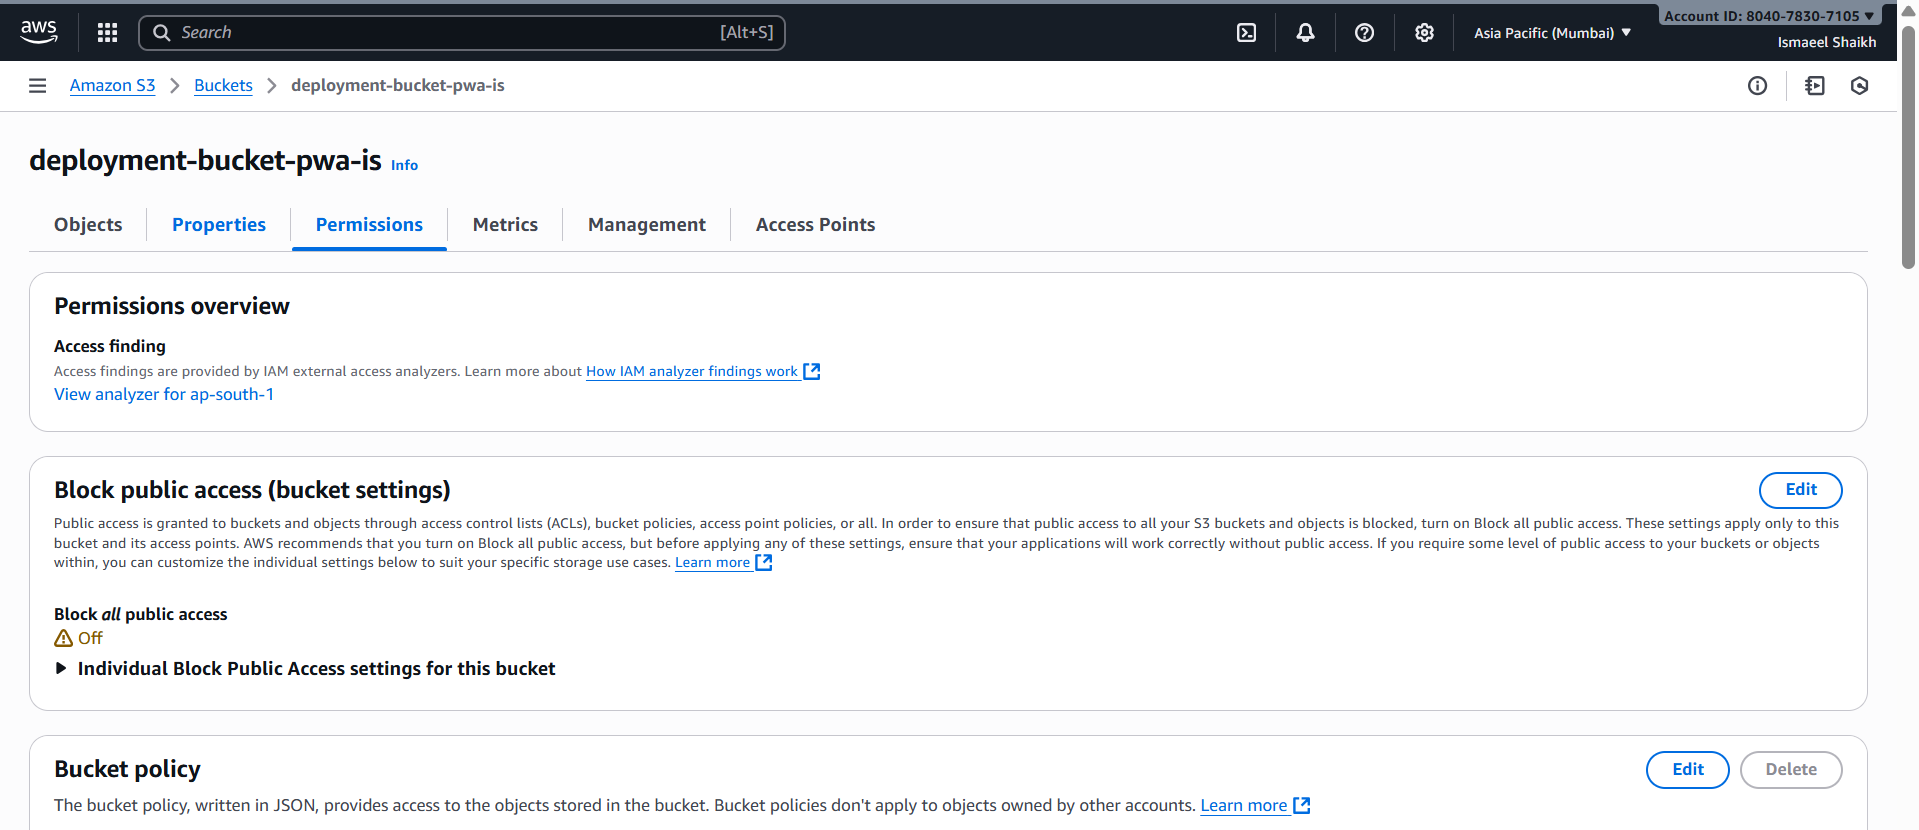 aws
Search [Alt+S]
Asia Pacific (Mumbai) ▼
Account ID: 8040-7830-7105 ▼
Ismaeel Shaikh
Amazon S3 > Buckets > deployment-bucket-pwa-is
deployment-bucket-pwa-is Info
Objects Properties Permissions Metrics Management Access Points
Permissions overview
Access finding
Access findings are provided by IAM external access analyzers. Learn more about How IAM analyzer findings work
View analyzer for ap-south-1
Block public access (bucket settings)
Edit
Public access is granted to buckets and objects through access control lists (ACLs), bucket policies, access point policies, or all. In order to ensure that public access to all your S3 buckets and objects is blocked, turn on Block all public access. These settings apply only to this
bucket and its access points. AWS recommends that you turn on Block all public access, but before applying any of these settings, ensure that your applications will work correctly without public access. If you require some level of public access to your buckets or objects
within, you can customize the individual settings below to suit your specific storage use cases. Learn more
Block all public access
Off
Individual Block Public Access settings for this bucket
Bucket policy
Edit Delete
The bucket policy, written in JSON, provides access to the objects stored in the bucket. Bucket policies don't apply to objects owned by other accounts. Learn more